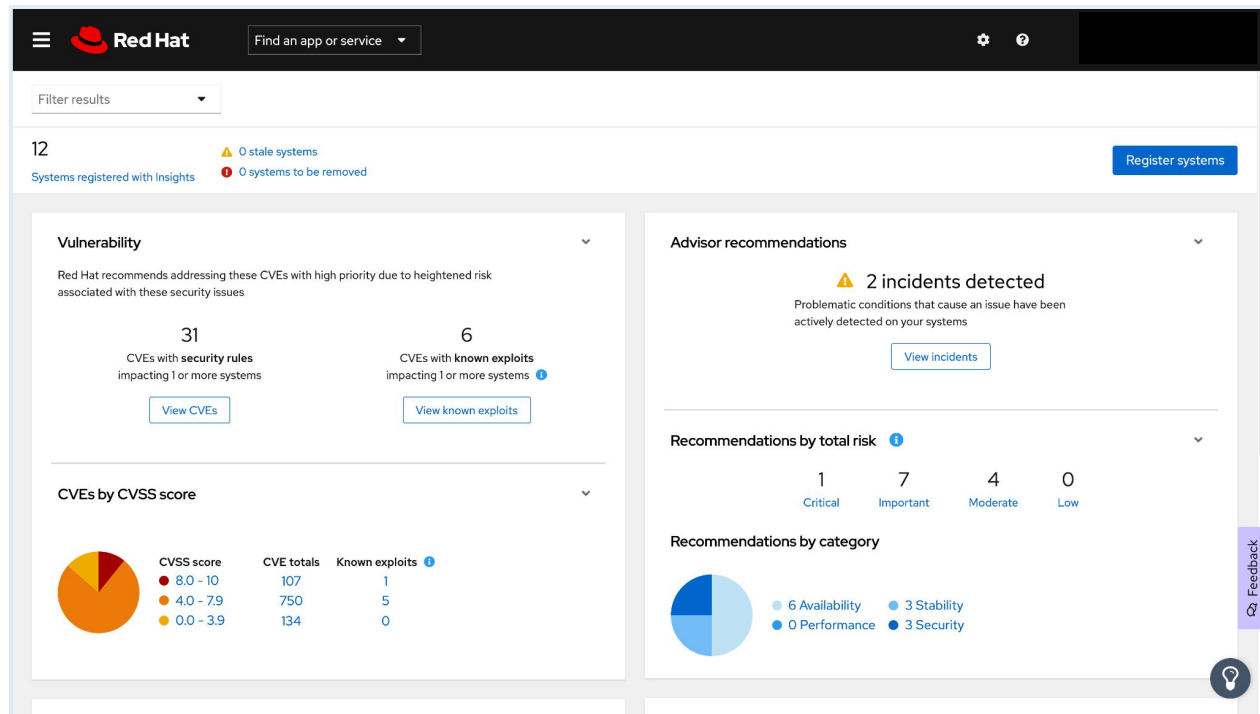 Red Hat
Find an app or service
Filter results
12
Systems registered with Insights
0 stale systems
0 systems to be removed
Register systems
Vulnerability
Red Hat recommends addressing these CVEs with high priority due to heightened risk
associated with these security issues
31
CVEs with security rules
impacting 1 or more systems
View CVEs
6
CVEs with known exploits
impacting 1 or more systems
View known exploits
CVEs by CVSS score
CVSS score CVE totals Known exploits
8.0 - 10 107 1
4.0 - 7.9 750 5
0.0 - 3.9 134 0
Advisor recommendations
2 incidents detected
Problematic conditions that cause an issue have been
actively detected on your systems
View incidents
Recommendations by total risk
1 7 4 0
Critical Important Moderate Low
Recommendations by category
6 Availability 3 Stability
0 Performance 3 Security
Feedback